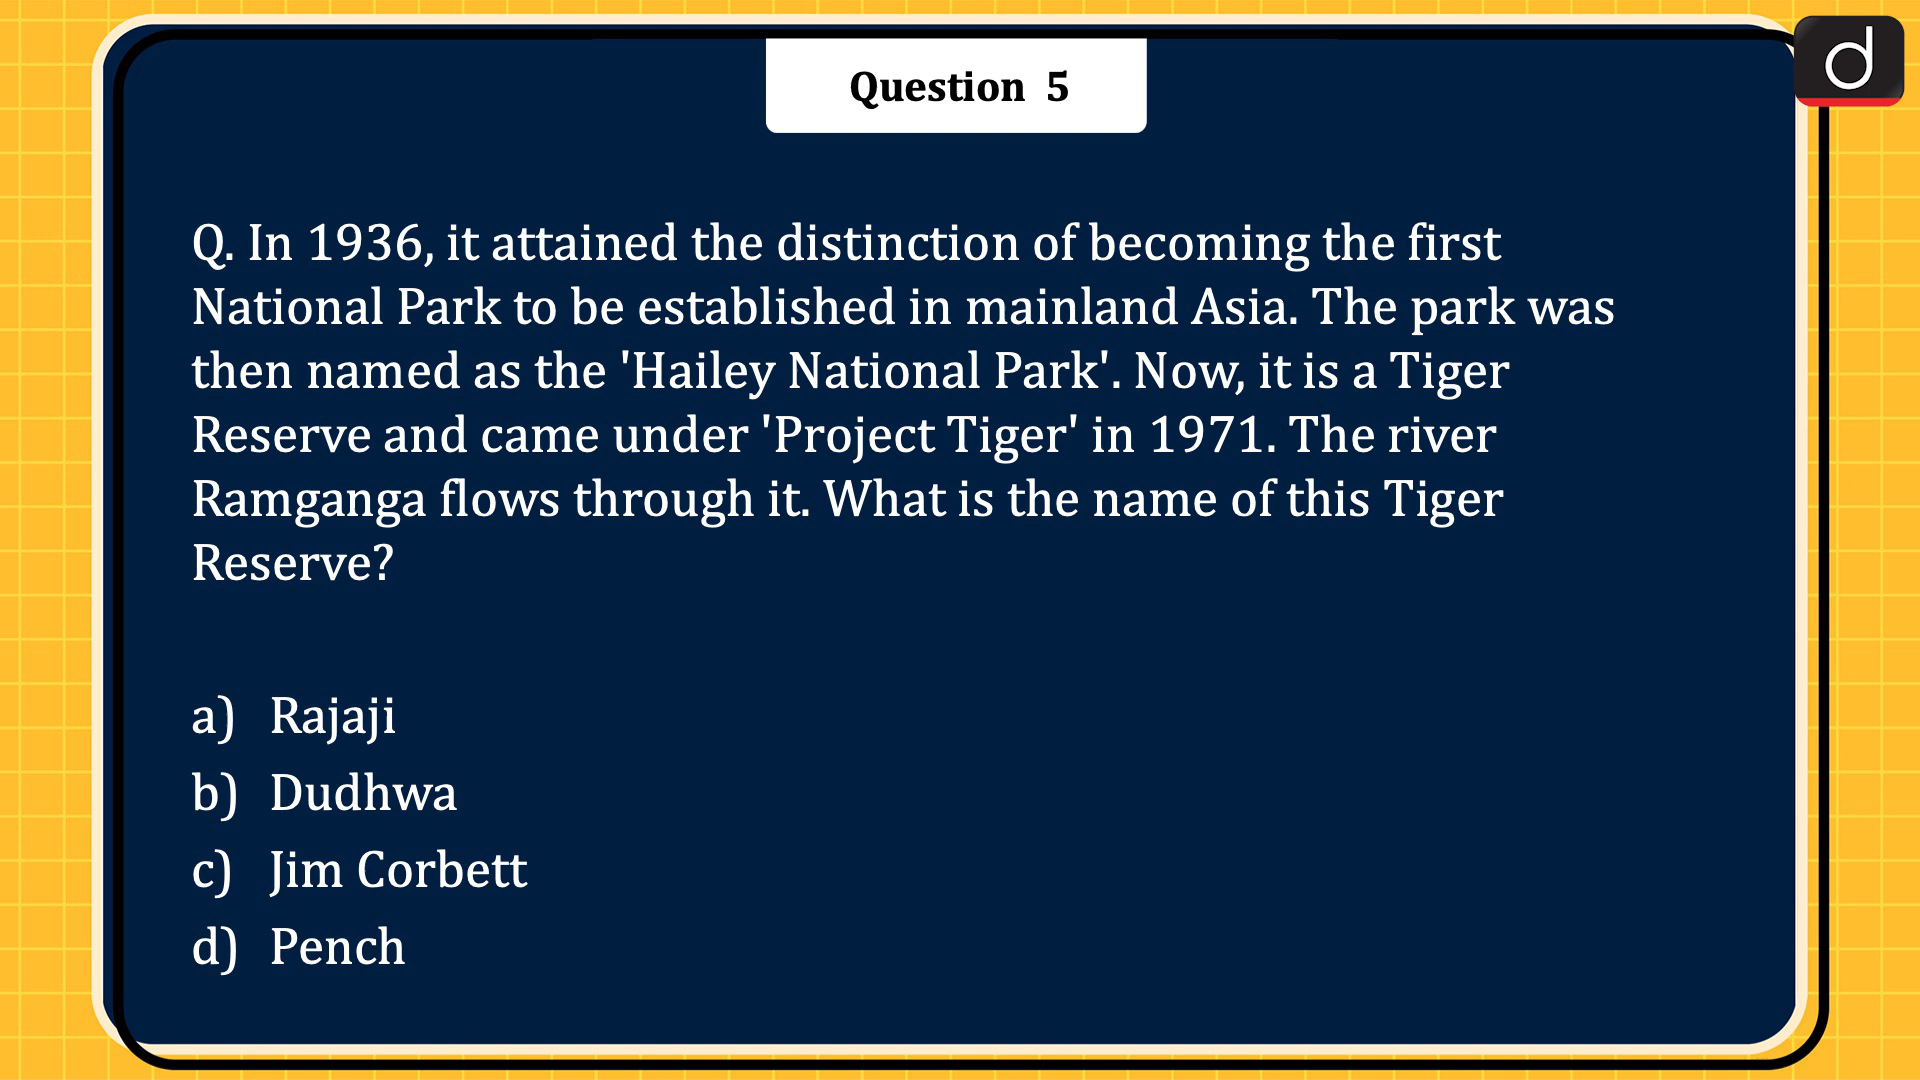 Question 5
d
Q. In 1936, it attained the distinction of becoming the first
National Park to be established in mainland Asia. The park was
then named as the 'Hailey National Park'. Now, it is a Tiger
Reserve and came under 'Project Tiger' in 1971. The river
Ramganga flows through it. What is the name of this Tiger
Reserve?
a) Rajaji
b) Dudhwa
c) Jim Corbett
d) Pench